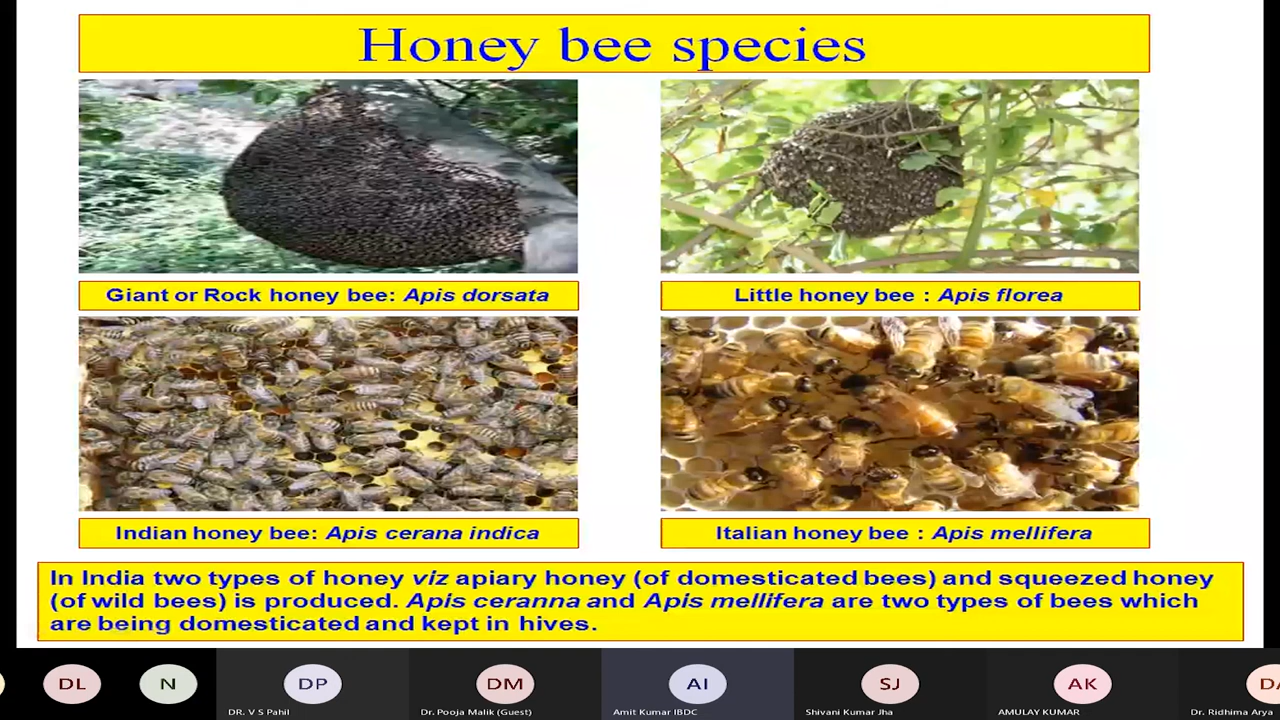 Honey bee species
Giant or Rock honey bee: Apis dorsata
Little honey bee : Apis florea
Indian honey bee: Apis cerana indica
Italian honey bee : Apis mellifera
In India two types of honey viz apiary honey (of domesticated bees) and squeezed honey
(of wild bees) is produced. Apis ceranna and Apis mellifera are two types of bees which
are being domesticated and kept in hives.
DL
N
DP
DM
AI
SJ
AK
DR. V S Pahil
Dr. Pooja Malik (Guest)
Amit Kumar IBDC
Shivani Kumar Jha
AMULAY KUMAR
Dr. Ridhima Arya